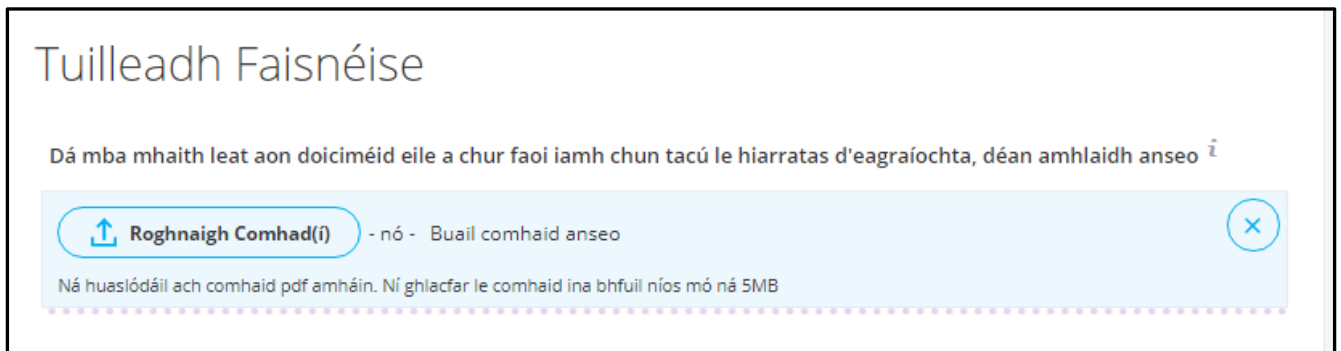 Tuilleadh Faisnéise
Dá mba mhaith leat aon doiciméid eile a chur faoi iamh chun tacú le hiarratas d'eagraíochta, déan amhlaidh anseo i
Roghnaigh Comhad(í) - nó - Buail comhaid anseo
Ná huaslódáil ach comhaid pdf amháin. Ní ghlacfar le comhaid ina bhfuil níos mó ná 5MB